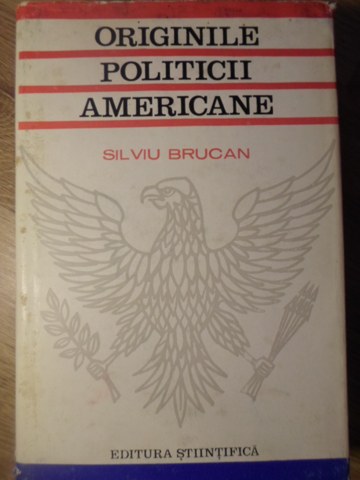 ORIGINILE
POLITICII
AMERICANE
SILVIU BRUCAN
EDITURA ȘTIINȚIFICĂ